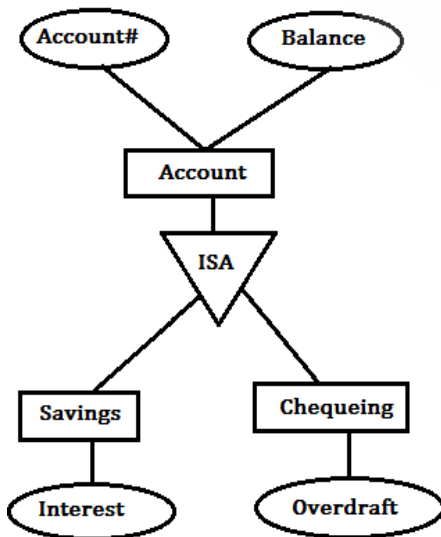 Account#
Balance
Account
ISA
Savings
Chequeing
Interest
Overdraft